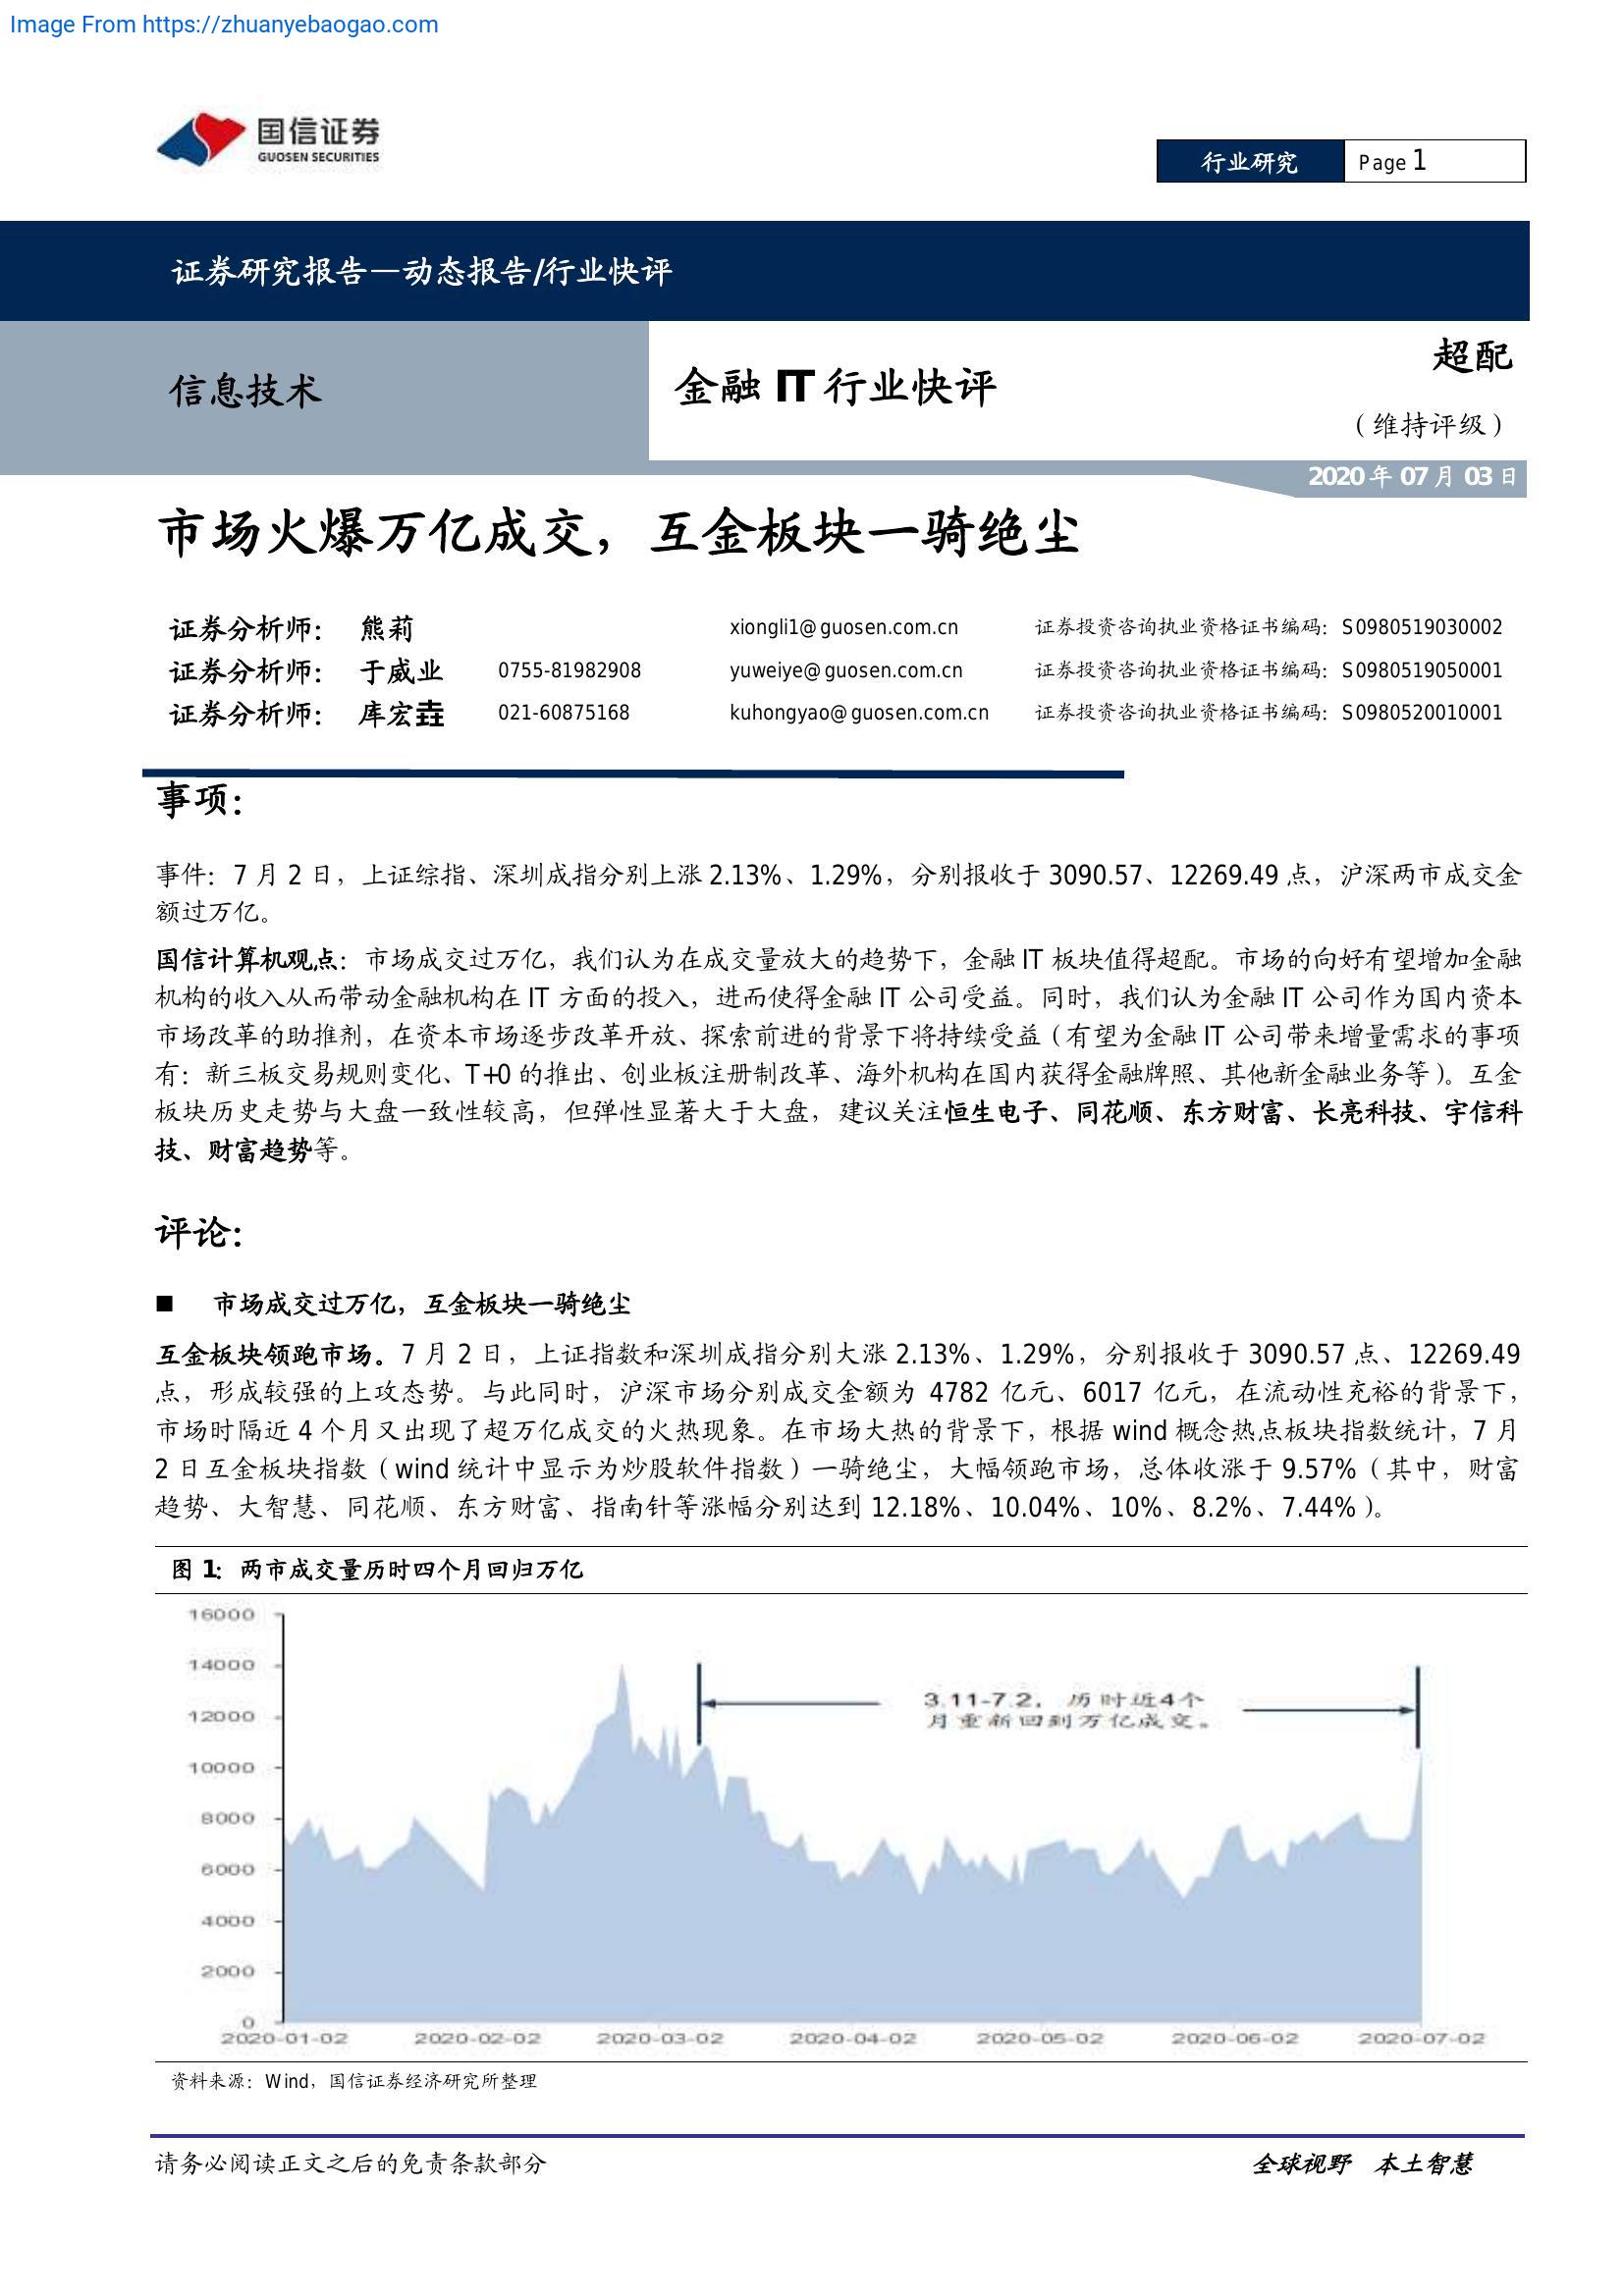 Image From https://zhuanyebaogao.com
国信证券
GUOSEN SECURITIES
行业研究 Page 1
证券研究报告—动态报告/行业快评
信息技术
金融 IT 行业快评
超配
（维持评级）
2020 年 07 月 03 日
市场火爆万亿成交，互金板块一骑绝尘
证券分析师： 熊莉 xiongli1@guosen.com.cn 证券投资咨询执业资格证书编码：S0980519030002
证券分析师： 于威业 0755-81982908 yuweiye@guosen.com.cn 证券投资咨询执业资格证书编码：S0980519050001
证券分析师： 库宏垚 021-60875168 kuhongyao@guosen.com.cn 证券投资咨询执业资格证书编码：S0980520010001
事项：
事件：7 月 2 日，上证综指、深圳成指分别上涨 2.13%、1.29%，分别报收于 3090.57、12269.49 点，沪深两市成交金
额过万亿。
国信计算机观点：市场成交过万亿，我们认为在成交量放大的趋势下，金融 IT 板块值得超配。市场的向好有望增加金融
机构的收入从而带动金融机构在 IT 方面的投入，进而使得金融 IT 公司受益。同时，我们认为金融 IT 公司作为国内资本
市场改革的助推剂，在资本市场逐步改革开放、探索前进的背景下将持续受益（有望为金融 IT 公司带来增量需求的事项
有：新三板交易规则变化、T+0 的推出、创业板注册制改革、海外机构在国内获得金融牌照、其他新金融业务等）。互金
板块历史走势与大盘一致性较高，但弹性显著大于大盘，建议关注恒生电子、同花顺、东方财富、长亮科技、宇信科
技、财富趋势等。
评论：
■ 市场成交过万亿，互金板块一骑绝尘
互金板块领跑市场。7 月 2 日，上证指数和深圳成指分别大涨 2.13%、1.29%，分别报收于 3090.57 点、12269.49
点，形成较强的上攻态势。与此同时，沪深市场分别成交金额为 4782 亿元、6017 亿元，在流动性充裕的背景下，
市场时隔近 4 个月又出现了超万亿成交的火热现象。在市场大热的背景下，根据 wind 概念热点板块指数统计，7 月
2 日互金板块指数（wind 统计中显示为炒股软件指数）一骑绝尘，大幅领跑市场，总体收涨于 9.57%（其中，财富
趋势、大智慧、同花顺、东方财富、指南针等涨幅分别达到 12.18%、10.04%、10%、8.2%、7.44%）。
图 1：两市成交量历时四个月回归万亿
16000
14000
12000
10000
8000
6000
4000
2000
0
3.11-7.2，历时近4个
月重新回到万亿成交。
2020-01-02 2020-02-02 2020-03-02 2020-04-02 2020-05-02 2020-06-02 2020-07-02
资料来源：Wind，国信证券经济研究所整理
请务必阅读正文之后的免责条款部分
全球视野 本土智慧